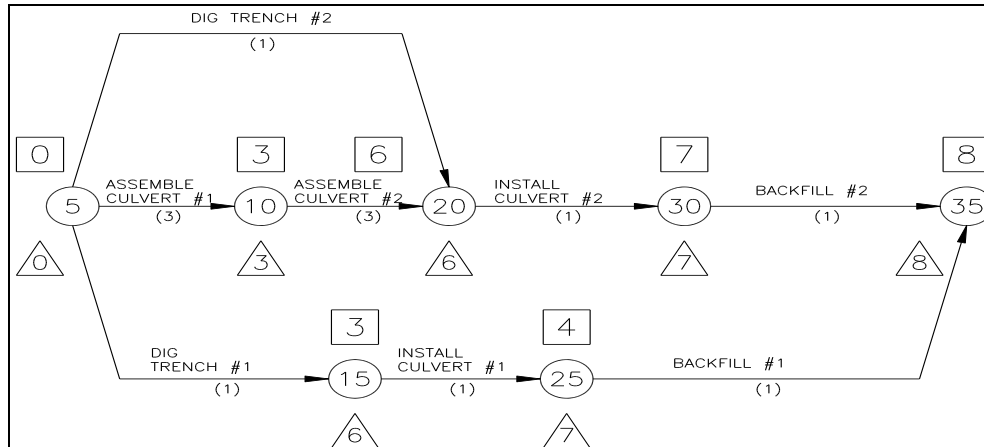 DIG TRENCH #2
(1)
0
3
6
7
8
ASSEMBLE
CULVERT #1
(3)
ASSEMBLE
CULVERT #2
(3)
INSTALL
CULVERT #2
(1)
BACKFILL #2
(1)
5
10
20
30
35
0
3
6
7
8
3
4
DIG
TRENCH #1
(1)
INSTALL
CULVERT #1
(1)
BACKFILL #1
(1)
15
25
6
7